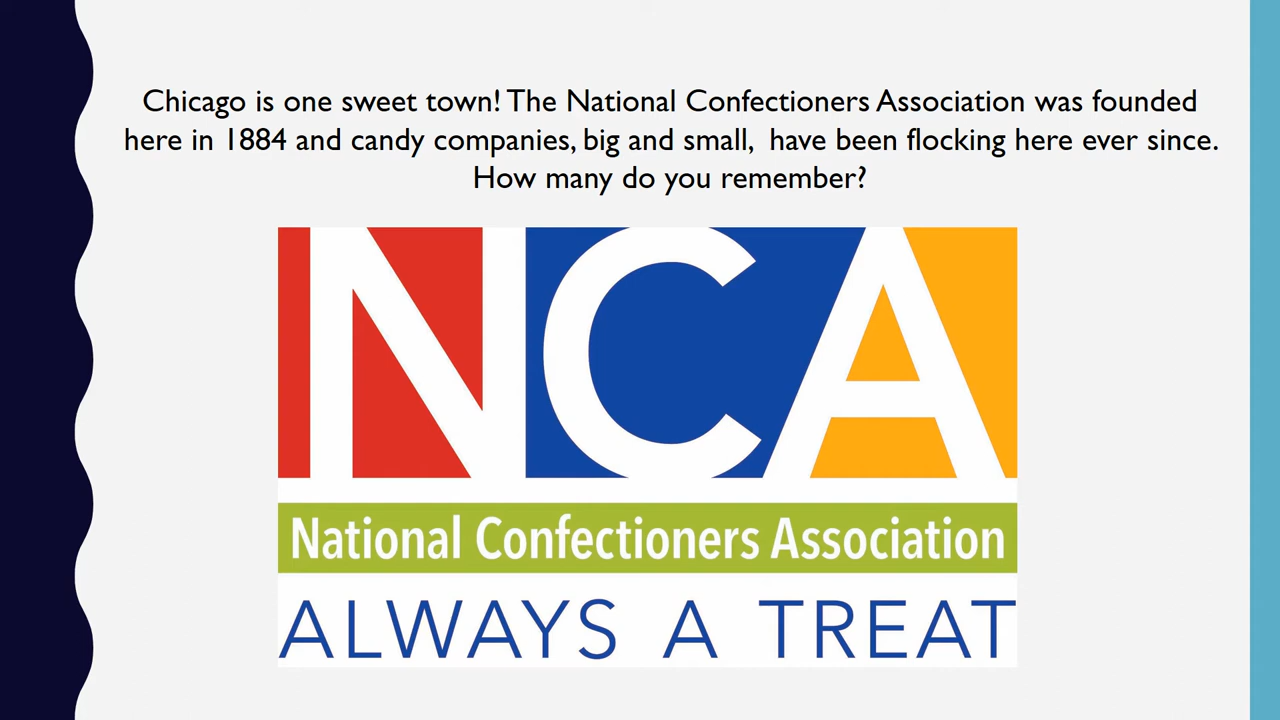 Chicago is one sweet town! The National Confectioners Association was founded
here in 1884 and candy companies, big and small,  have been flocking here ever since.
How many do you remember?
NCA
National Confectioners Association
ALWAYS A TREAT